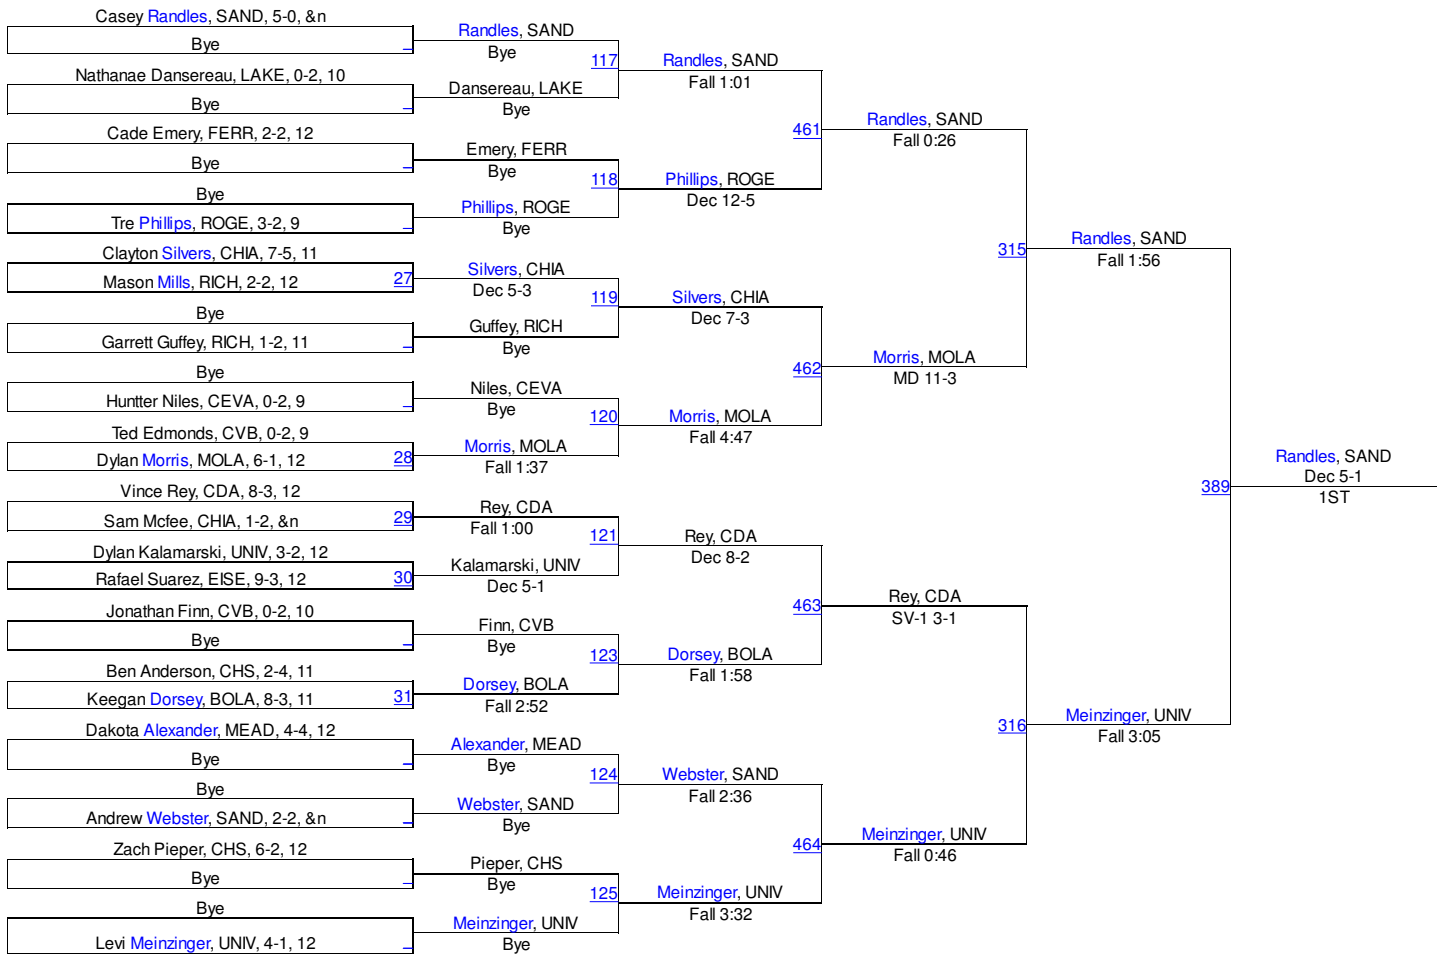 Casey Randles, SAND, 5-0, &n
Bye
Nathanae Dansereau, LAKE, 0-2, 10
Bye
Cade Emery, FERR, 2-2, 12
Bye
Bye
Tre Phillips, ROGE, 3-2, 9
Clayton Silvers, CHIA, 7-5, 11
Mason Mills, RICH, 2-2, 12
27
Bye
Garrett Guffey, RICH, 1-2, 11
Bye
Huntter Niles, CEVA, 0-2, 9
Ted Edmonds, CVB, 0-2, 9
Dylan Morris, MOLA, 6-1, 12
28
Vince Rey, CDA, 8-3, 12
Sam Mcfee, CHIA, 1-2, &n
29
Dylan Kalamarski, UNIV, 3-2, 12
Rafael Suarez, EISE, 9-3, 12
30
Jonathan Finn, CVB, 0-2, 10
Bye
Ben Anderson, CHS, 2-4, 11
Keegan Dorsey, BOLA, 8-3, 11
31
Dakota Alexander, MEAD, 4-4, 12
Bye
Bye
Andrew Webster, SAND, 2-2, &n
Zach Pieper, CHS, 6-2, 12
Bye
Bye
Levi Meinzinger, UNIV, 4-1, 12
Randles, SAND
Bye
117
Dansereau, LAKE
Bye
Emery, FERR
Bye
118
Phillips, ROGE
Bye
Silvers, CHIA
Dec 5-3
119
Guffey, RICH
Bye
Niles, CEVA
Bye
120
Morris, MOLA
Fall 1:37
Rey, CDA
Fall 1:00
121
Kalamarski, UNIV
Dec 5-1
Finn, CVB
Bye
123
Dorsey, BOLA
Fall 2:52
Alexander, MEAD
Bye
124
Webster, SAND
Bye
Pieper, CHS
Bye
125
Meinzinger, UNIV
Bye
Randles, SAND
Fall 1:01
461
Phillips, ROGE
Dec 12-5
Silvers, CHIA
Dec 7-3
462
Morris, MOLA
Fall 4:47
Rey, CDA
Dec 8-2
463
Dorsey, BOLA
Fall 1:58
Webster, SAND
Fall 2:36
464
Meinzinger, UNIV
Fall 3:32
Randles, SAND
Fall 0:26
315
Morris, MOLA
MD 11-3
Rey, CDA
SV-1 3-1
316
Meinzinger, UNIV
Fall 0:46
Randles, SAND
Fall 1:56
389
Meinzinger, UNIV
Fall 3:05
Randles, SAND
Dec 5-1
1ST